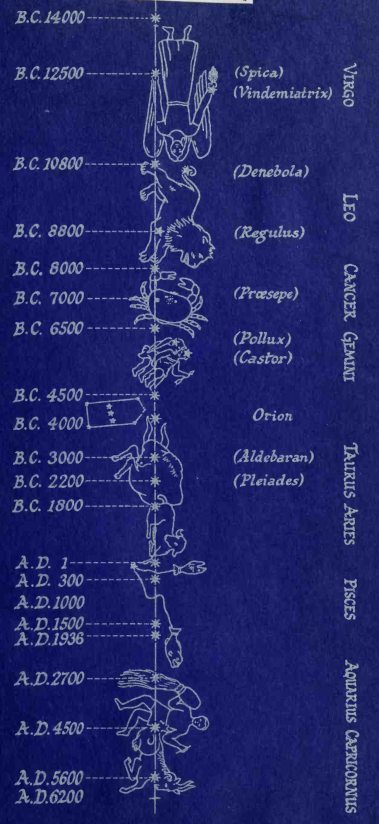 B.C. 14000
B.C. 12500
(Spica)
(Vindemiatrix)
VIRGO
B.C. 10800
(Denebola)
LEO
B.C. 8800
(Regulus)
B.C. 8000
CANCER
B.C. 7000
(Præsepe)
B.C. 6500
GEMINI
(Pollux)
(Castor)
B.C. 4500
B.C. 4000
Orion
B.C. 3000
(Aldebaran)
TAURUS
B.C. 2200
(Pleiades)
B.C. 1800
ARIES
A.D. 1
A.D. 300
PISCES
A.D. 1000
A.D. 1500
A.D. 1936
A.D. 2700
AQUARIUS
A.D. 4500
CAPRICORNUS
A.D. 5600
A.D. 6200